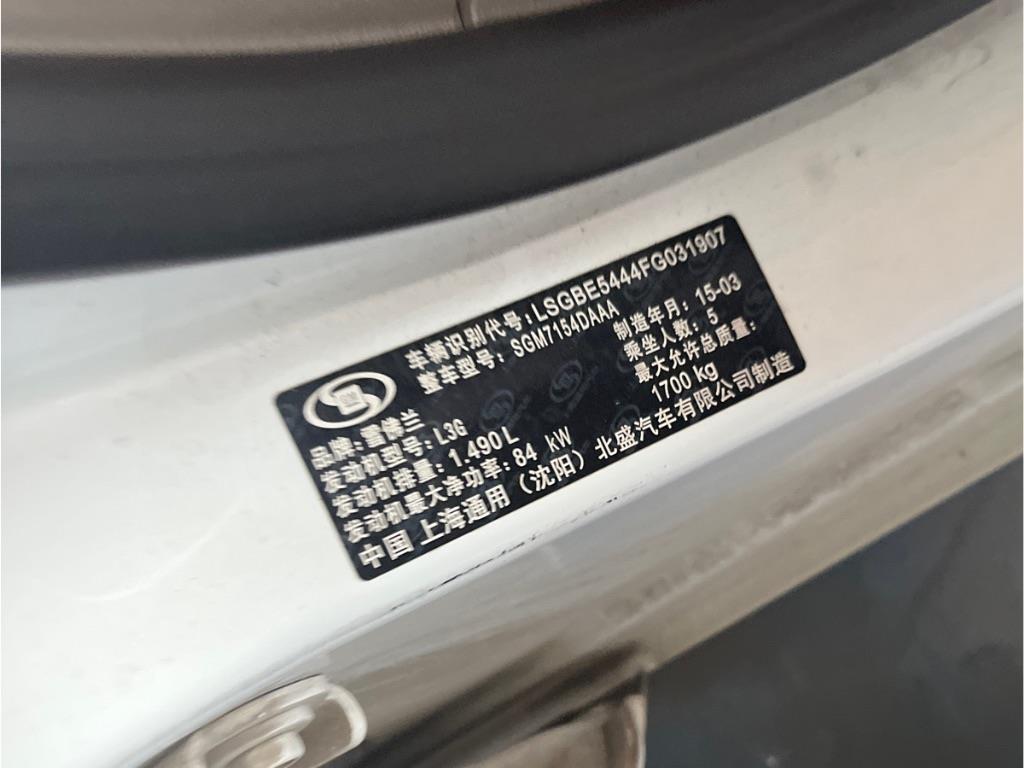 车辆识别代号: LSGBE5444FG031907
整车型号: SGM7154DAAA
制造年月: 15-03
品牌: 雪佛兰
乘坐人数: 5
发动机型号: L3G
最大允许总质量:
发动机排量: 1.490L
1700 kg
发动机最大净功率: 84 kW
中国 上海通用（沈阳）北盛汽车有限公司制造